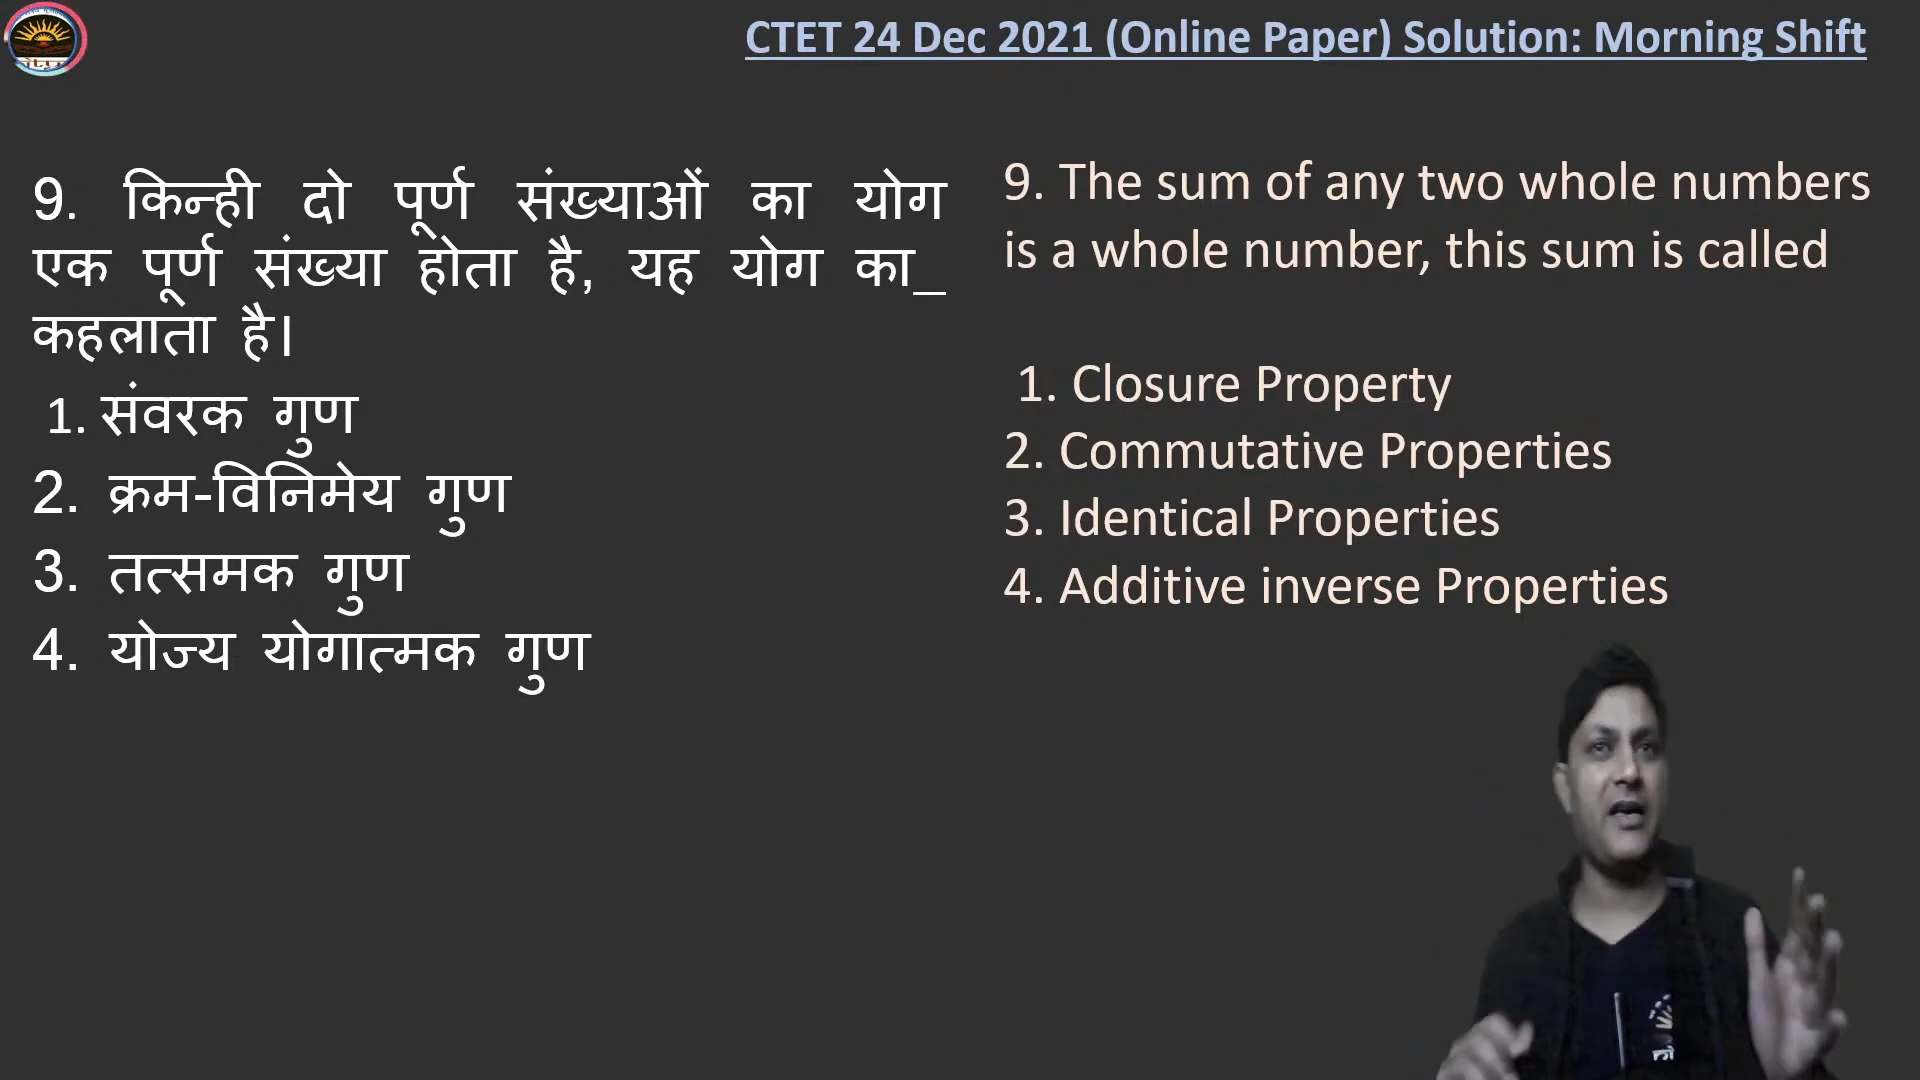 CTET 24 Dec 2021 (Online Paper) Solution: Morning Shift
9. किन्ही दो पूर्ण संख्याओं का योग
एक पूर्ण संख्या होता है, यह योग का_
कहलाता है।
1. संवरक गुण
2. क्रम-विनिमेय गुण
3. तत्समक गुण
4. योज्य योगात्मक गुण
9. The sum of any two whole numbers
is a whole number, this sum is called
1. Closure Property
2. Commutative Properties
3. Identical Properties
4. Additive inverse Properties